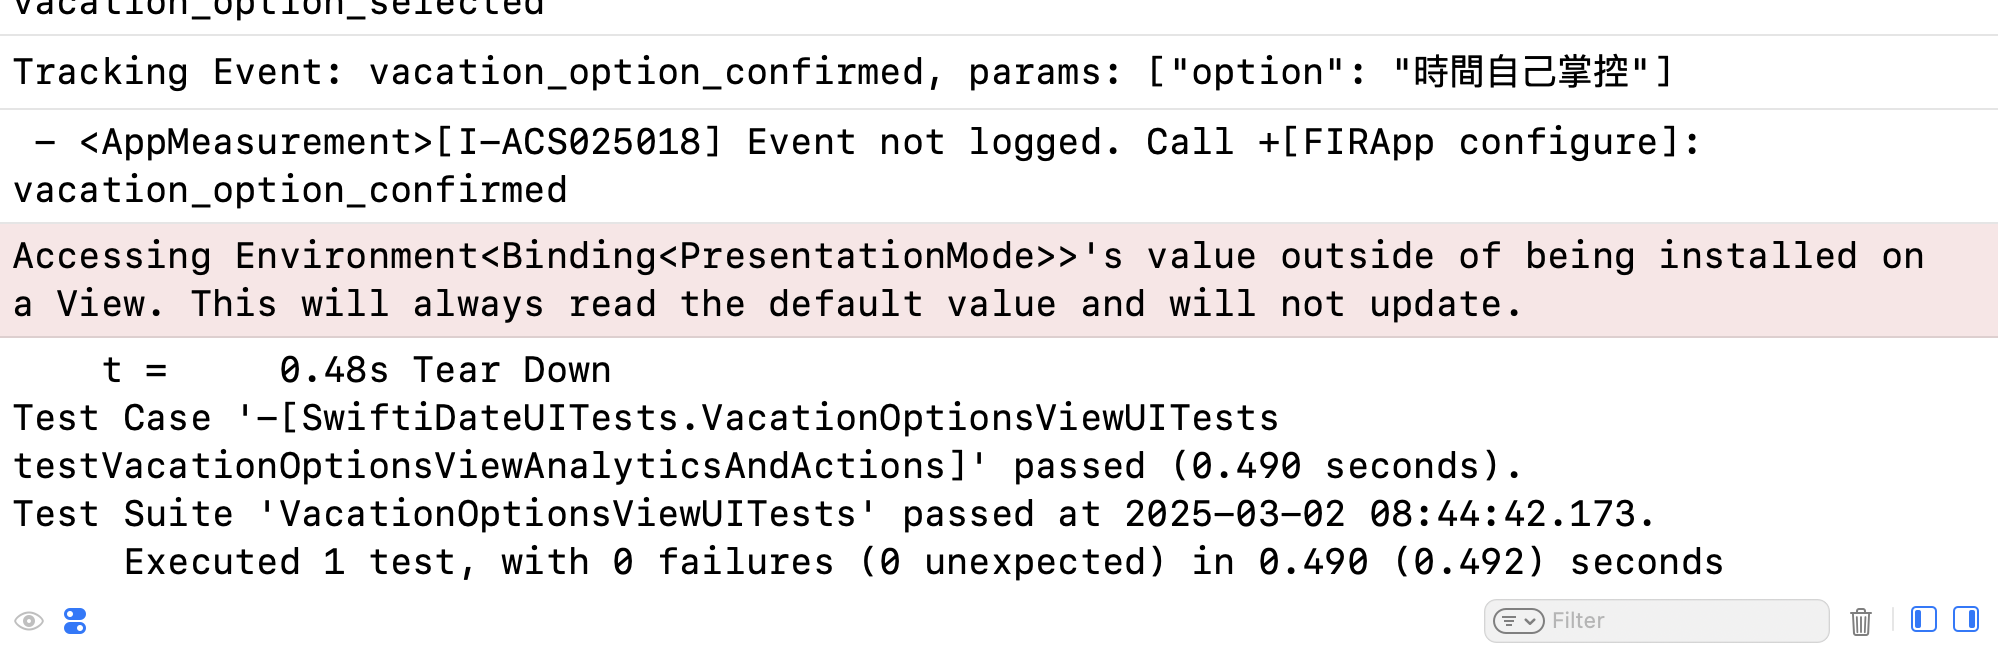 vacation_option_selected
Tracking Event: vacation_option_confirmed, params: ["option": "時間自己掌控"]
– <AppMeasurement>[I-ACS025018] Event not logged. Call +[FIRApp configure]:
vacation_option_confirmed
Accessing Environment<Binding<PresentationMode>>'s value outside of being installed on
a View. This will always read the default value and will not update.
t =     0.48s Tear Down
Test Case '-[SwiftiDateUITests.VacationOptionsViewUITests
testVacationOptionsViewAnalyticsAndActions]' passed (0.490 seconds).
Test Suite 'VacationOptionsViewUITests' passed at 2025-03-02 08:44:42.173.
Executed 1 test, with 0 failures (0 unexpected) in 0.490 (0.492) seconds
Filter